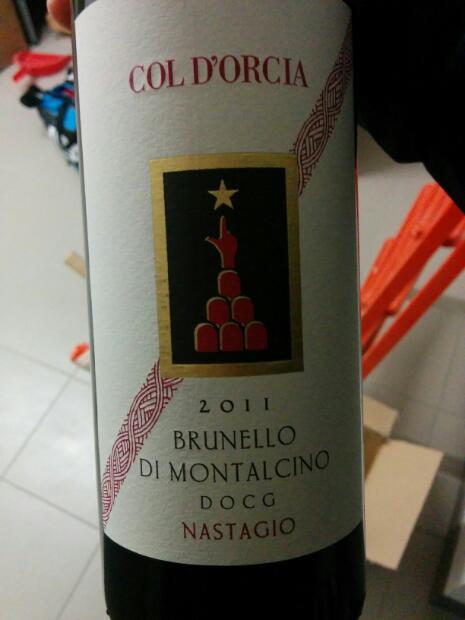 COL D'ORCIA
2011
BRUNELLO
DI MONTALCINO
DOCG
NASTAGIO